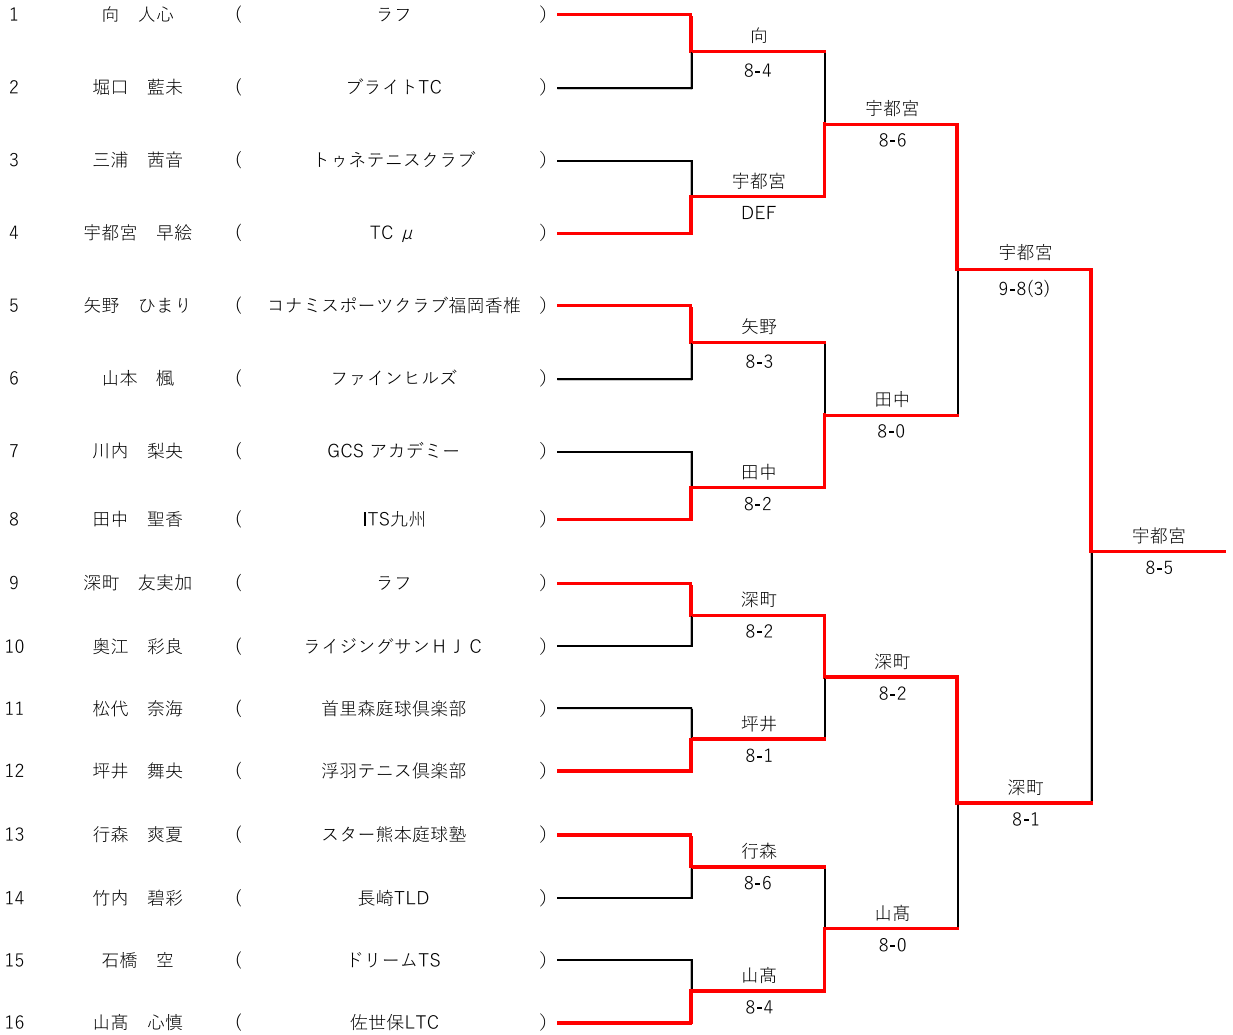 1 向 人心 ( ラフ )
向
8-4
2 堀口 藍未 ( ブライトTC )
宇都宮
8-6
3 三浦 茜音 ( トゥネテニスクラブ )
宇都宮
DEF
4 宇都宮 早絵 ( TC μ )
宇都宮
9-8(3)
5 矢野 ひまり ( コナミスポーツクラブ福岡香椎 )
矢野
8-3
6 山本 楓 ( ファインヒルズ )
田中
8-0
7 川内 梨央 ( GCS アカデミー )
田中
8-2
8 田中 聖香 ( ITS九州 )
宇都宮
8-5
9 深町 友実加 ( ラフ )
深町
8-2
10 奥江 彩良 ( ライジングサンHJC )
深町
8-2
11 松代 奈海 ( 首里森庭球倶楽部 )
坪井
8-1
12 坪井 舞央 ( 浮羽テニス倶楽部 )
深町
8-1
13 行森 爽夏 ( スター熊本庭球塾 )
行森
8-6
14 竹内 碧彩 ( 長崎TLD )
山髙
8-0
15 石橋 空 ( ドリームTS )
山髙
8-4
16 山髙 心慎 ( 佐世保LTC )